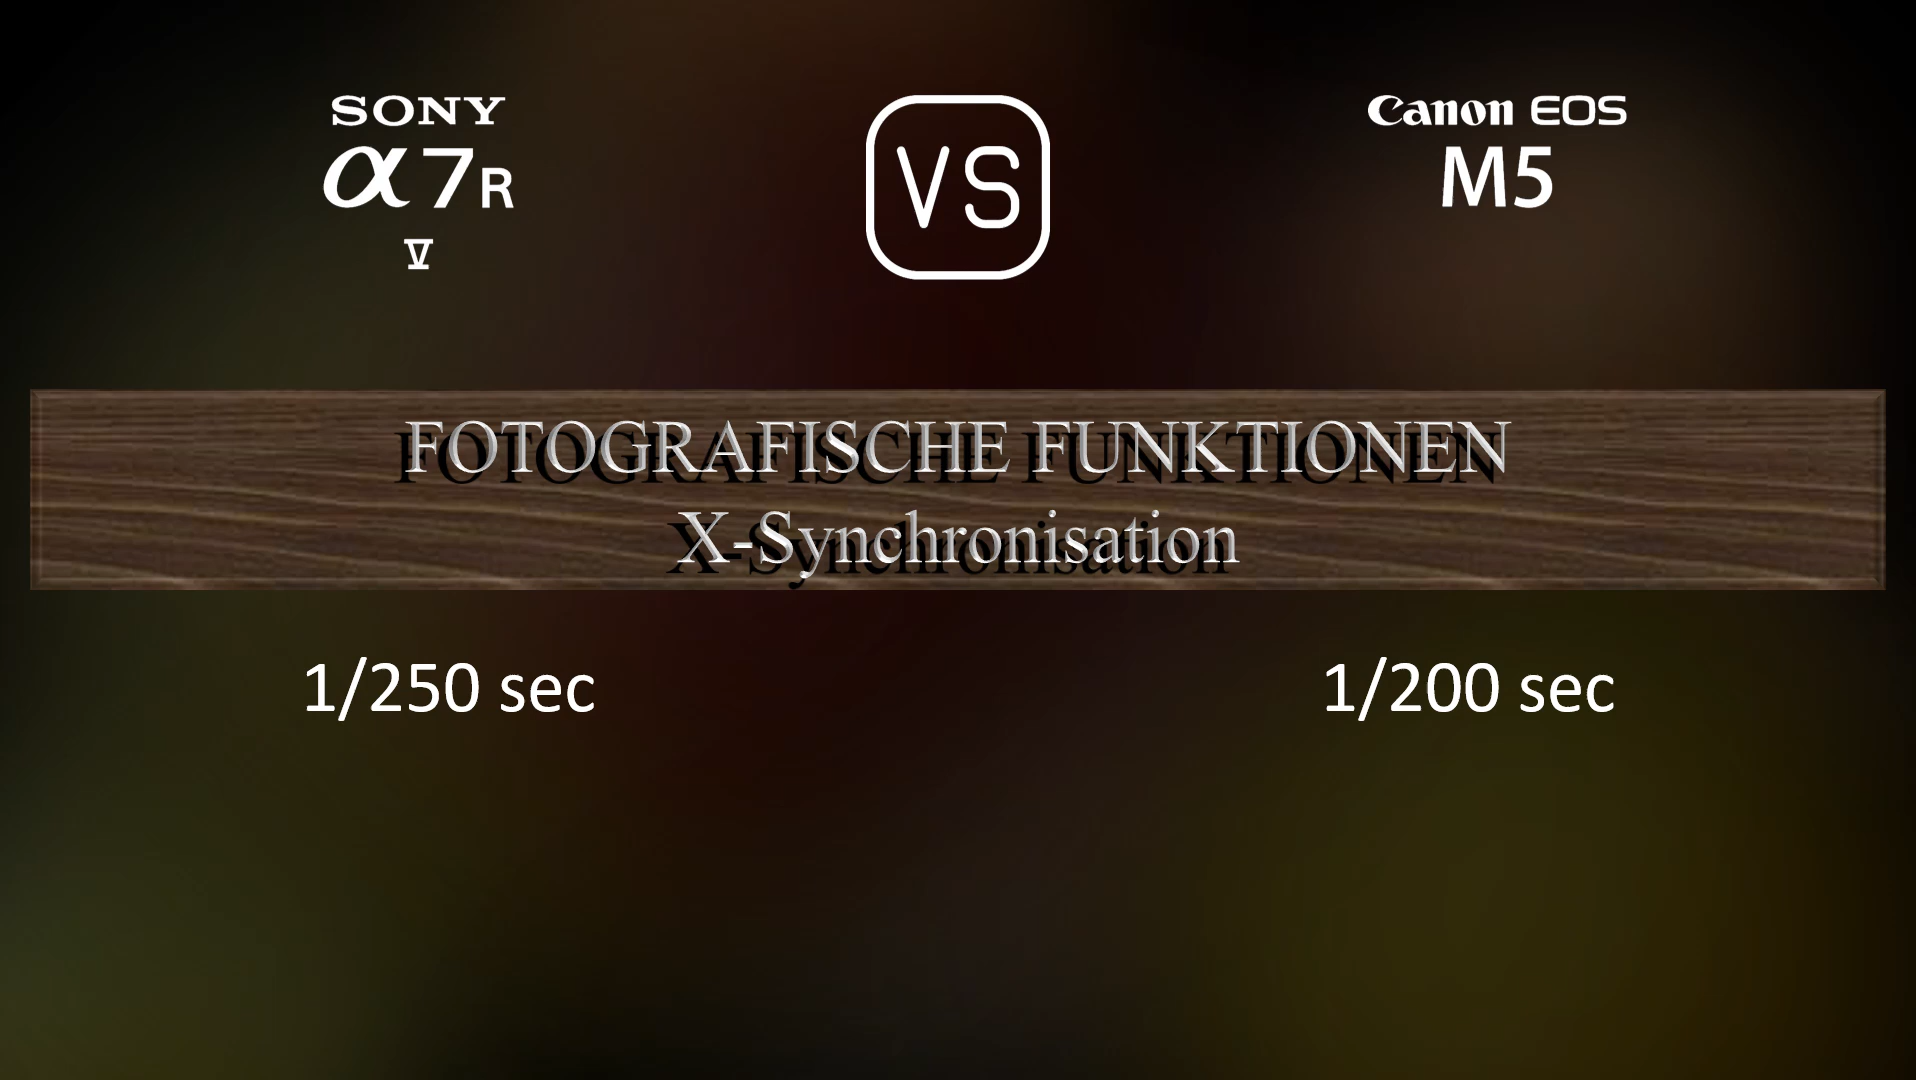 SONY
α7R
V
VS
Canon EOS
M5
FOTOGRAFISCHE FUNKTIONEN
X-Synchronisation
1/250 sec
1/200 sec